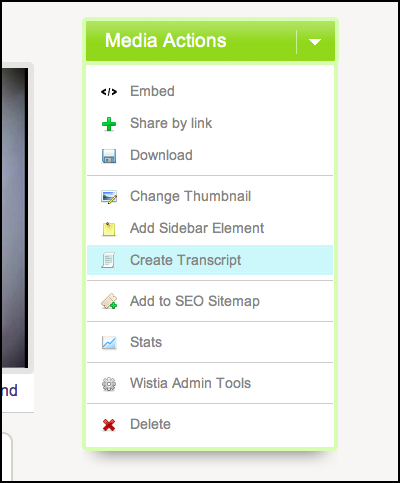 Media Actions
</> Embed
Share by link
Download
Change Thumbnail
Add Sidebar Element
Create Transcript
Add to SEO Sitemap
Stats
nd
Wistia Admin Tools
Delete